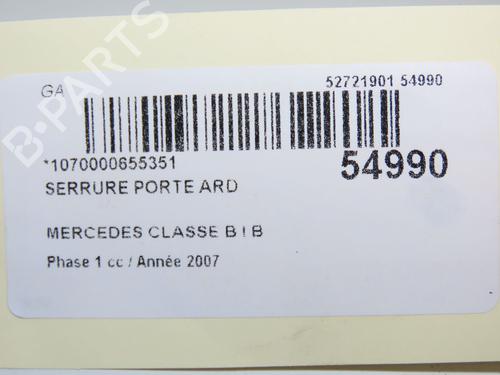 GA
52721901 54990
*1070000655351
54990
SERRURE PORTE ARD
MERCEDES CLASSE B I B
Phase 1 cc / Année 2007
B-PARTS